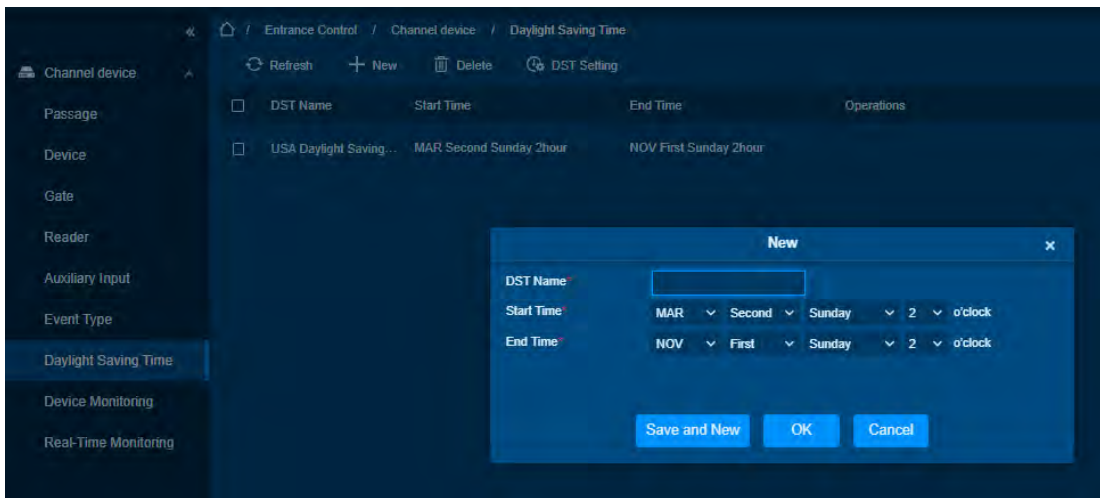 Entrance Control / Channel device / Daylight Saving Time
Channel device
Refresh New Delete DST Setting
Passage
DST Name Start Time End Time Operations
Device
USA Daylight Saving... MAR Second Sunday 2hour NOV First Sunday 2hour
Gate
Reader
Auxiliary Input
Event Type
Daylight Saving Time
Device Monitoring
Real-Time Monitoring
New
DST Name*
Start Time* MAR Second Sunday 2 o'clock
End Time* NOV First Sunday 2 o'clock
Save and New OK Cancel